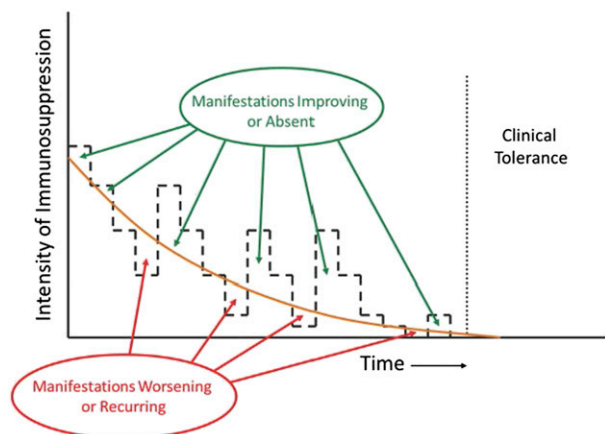 Intensity of Immunosuppression
Manifestations Improving
or Absent
Clinical
Tolerance
Manifestations Worsening
or Recurring
Time